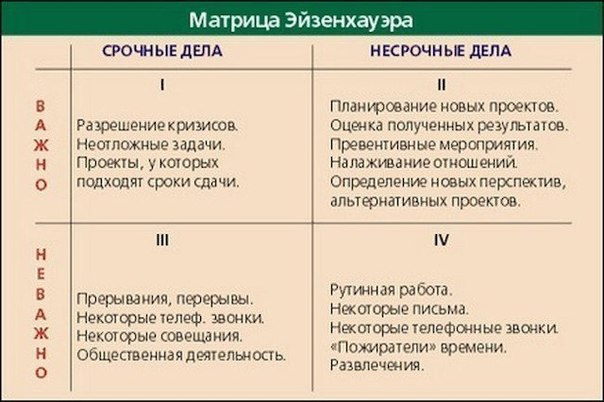 Матрица Эйзенхауэра
СРОЧНЫЕ ДЕЛА
НЕСРОЧНЫЕ ДЕЛА
ВАЖНО
I
Разрешение кризисов.
Неотложные задачи.
Проекты, у которых
подходят сроки сдачи.
II
Планирование новых проектов.
Оценка полученных результатов.
Превентивные мероприятия.
Налаживание отношений.
Определение новых перспектив,
альтернативных проектов.
НЕВАЖНО
III
Прерывания, перерывы.
Некоторые телеф. звонки.
Некоторые совещания.
Общественная деятельность.
IV
Рутинная работа.
Некоторые письма.
Некоторые телефонные звонки.
«Пожиратели» времени.
Развлечения.